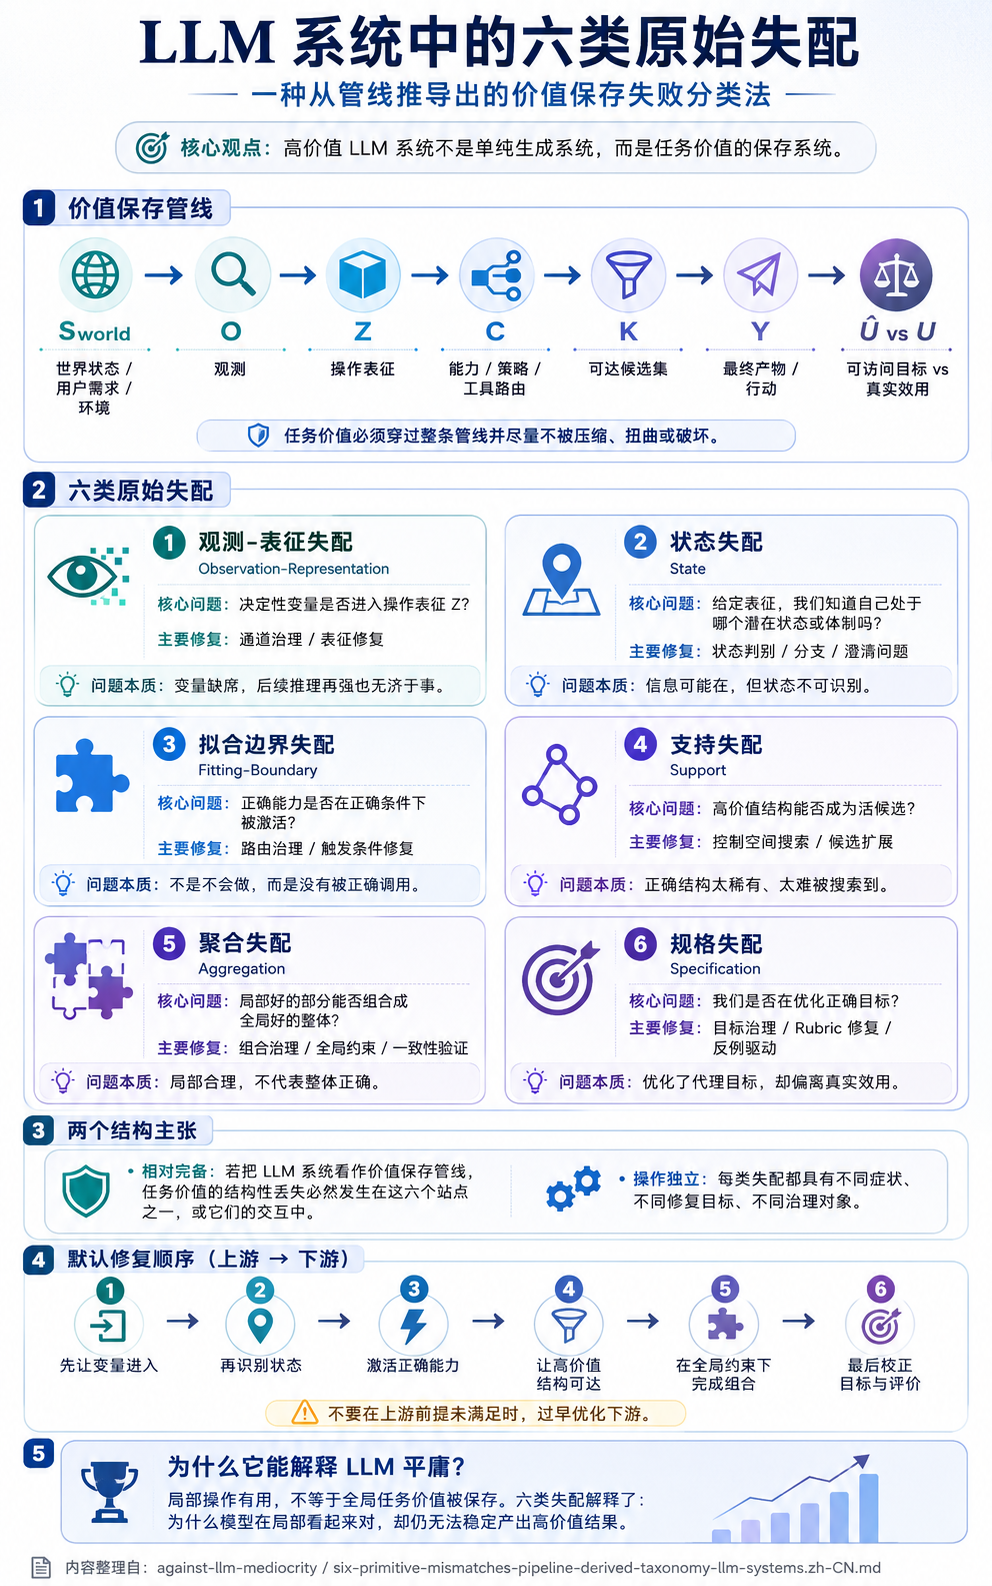 LLM 系统中的六类原始失配
一种从管线推导出的价值保存失败分类法
核心观点：高价值 LLM 系统不是单纯生成系统，而是任务价值的保存系统。
1 价值保存管线
Sworld
世界状态 /
用户需求 /
环境
O
观测
Z
操作表征
C
能力 / 策略 /
工具路由
K
可达候选集
Y
最终产物 /
行动
Û vs U
可访问目标 vs
真实效用
任务价值必须穿过整条管线并尽量不被压缩、扭曲或破坏。
2 六类原始失配
1 观测-表征失配
Observation-Representation
核心问题：决定性变量是否进入操作表征 Z?
主要修复：通道治理 / 表征修复
问题本质：变量缺席，后续推理再强也无济于事。
2 状态失配
State
核心问题：给定表征，我们知道自己处于
哪个潜在状态或体制吗?
主要修复：状态判别 / 分支 / 澄清问题
问题本质：信息可能在，但状态不可识别。
3 拟合边界失配
Fitting-Boundary
核心问题：正确能力是否在正确条件下
被激活?
主要修复：路由治理 / 触发条件修复
问题本质：不是不会做，而是没有被正确调用。
4 支持失配
Support
核心问题：高价值结构能否成为活候选?
主要修复：控制空间搜索 / 候选扩展
问题本质：正确结构太稀有、太难被搜索到。
5 聚合失配
Aggregation
核心问题：局部好的部分能否组合成
全局好的整体?
主要修复：组合治理 / 全局约束 / 一致性验证
问题本质：局部合理，不代表整体正确。
6 规格失配
Specification
核心问题：我们是否在优化正确目标?
主要修复：目标治理 / Rubric 修复 /
反例驱动
问题本质：优化了代理目标，却偏离真实效用。
3 两个结构主张
• 相对完备：若把 LLM 系统看作价值保存管线，
任务价值的结构性丢失必然发生在这六个站点
之一，或它们的交互中。
• 操作独立：每类失配都具有不同症状、
不同修复目标、不同治理对象。
4 默认修复顺序（上游 → 下游）
1
先让变量进入
2
再识别状态
3
激活正确能力
4
让高价值
结构可达
5
在全局约束下
完成组合
6
最后校正
目标与评价
不要在上游前提未满足时，过早优化下游。
5
为什么它能解释 LLM 平庸?
局部操作有用，不等于全局任务价值被保存。六类失配解释了：
为什么模型在局部看起来对，却仍无法稳定产出高价值结果。
内容整理自：against-llm-mediocrity / six-primitive-mismatches-pipeline-derived-taxonomy-llm-systems.zh-CN.md